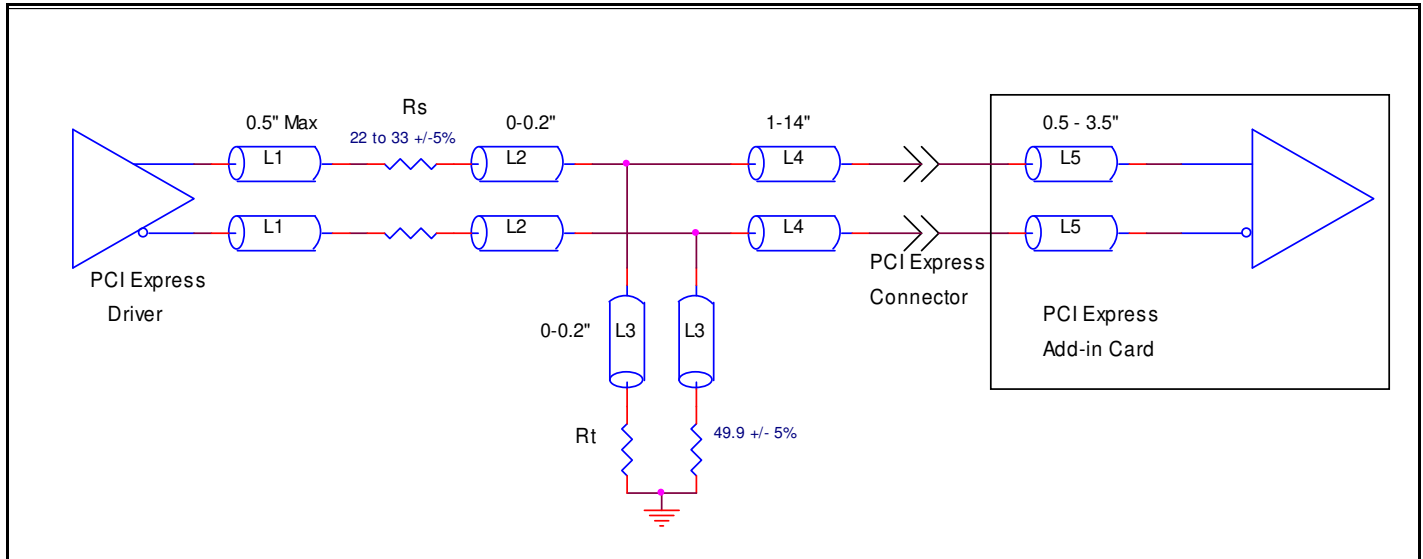 Rs
0.5" Max
22 to 33 +/-5%
0-0.2"
1-14"
0.5 - 3.5"
L1
L2
L4
L5
L1
L2
L4
L5
PCI Express
Driver
PCI Express
Connector
PCI Express
Add-in Card
0-0.2"
L3
L3
Rt
49.9 +/- 5%